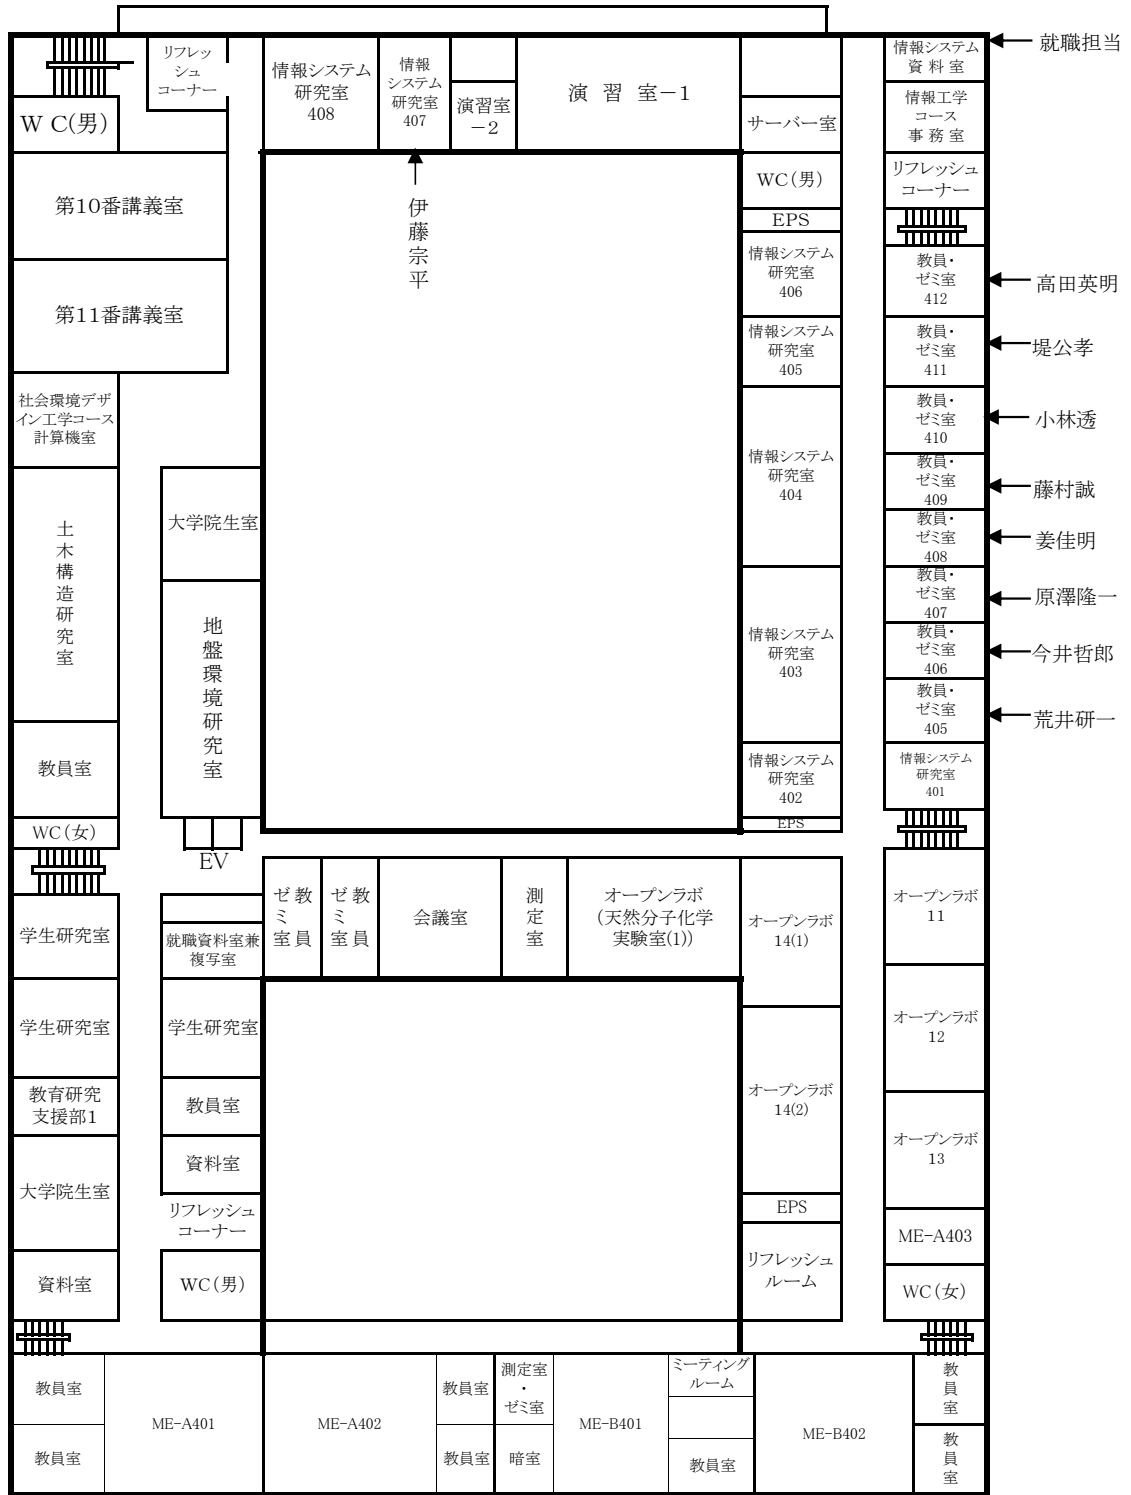 就職担当
リフレッ
シュ
コーナー
情報システム
研究室
408
情報
システム
研究室
407
演習室
－2
演 習 室－1
サーバー室
情報システム
資 料 室
情報工学
コース
事 務 室
W C(男)
WC(男)
リフレッシュ
コーナー
第10番講義室
伊
藤
宗
平
EPS
情報システム
研究室
406
教員・
ゼミ室
412
高田英明
第11番講義室
情報システム
研究室
405
教員・
ゼミ室
411
堤公孝
社会環境デザ
イン工学コース
計算機室
情報システム
研究室
404
教員・
ゼミ室
410
小林透
教員・
ゼミ室
409
藤村誠
土
木
構
造
研
究
室
大学院生室
教員・
ゼミ室
408
姜佳明
地
盤
環
境
研
究
室
情報システム
研究室
403
教員・
ゼミ室
407
原澤隆一
教員・
ゼミ室
406
今井哲郎
教員・
ゼミ室
405
荒井研一
教員室
情報システム
研究室
402
情報システム
研究室
401
WC(女)
EPS
EV
学生研究室
就職資料室兼
複写室
教
員
ゼ
ミ
室
教
員
ゼ
ミ
室
会議室
測
定
室
オープンラボ
(天然分子化学
実験室(1))
オープンラボ
14(1)
オープンラボ
11
学生研究室
学生研究室
オープンラボ
12
教育研究
支援部1
教員室
オープンラボ
14(2)
オープンラボ
13
大学院生室
資料室
リフレッシュ
コーナー
EPS
ME-A403
資料室
WC(男)
リフレッシュ
ルーム
WC(女)
教員室
教員室
ME-A401
ME-A402
教員室
教員室
測定室
・
ゼミ室
暗室
ME-B401
ミーティング
ルーム
教員室
ME-B402
教
員
室
教
員
室